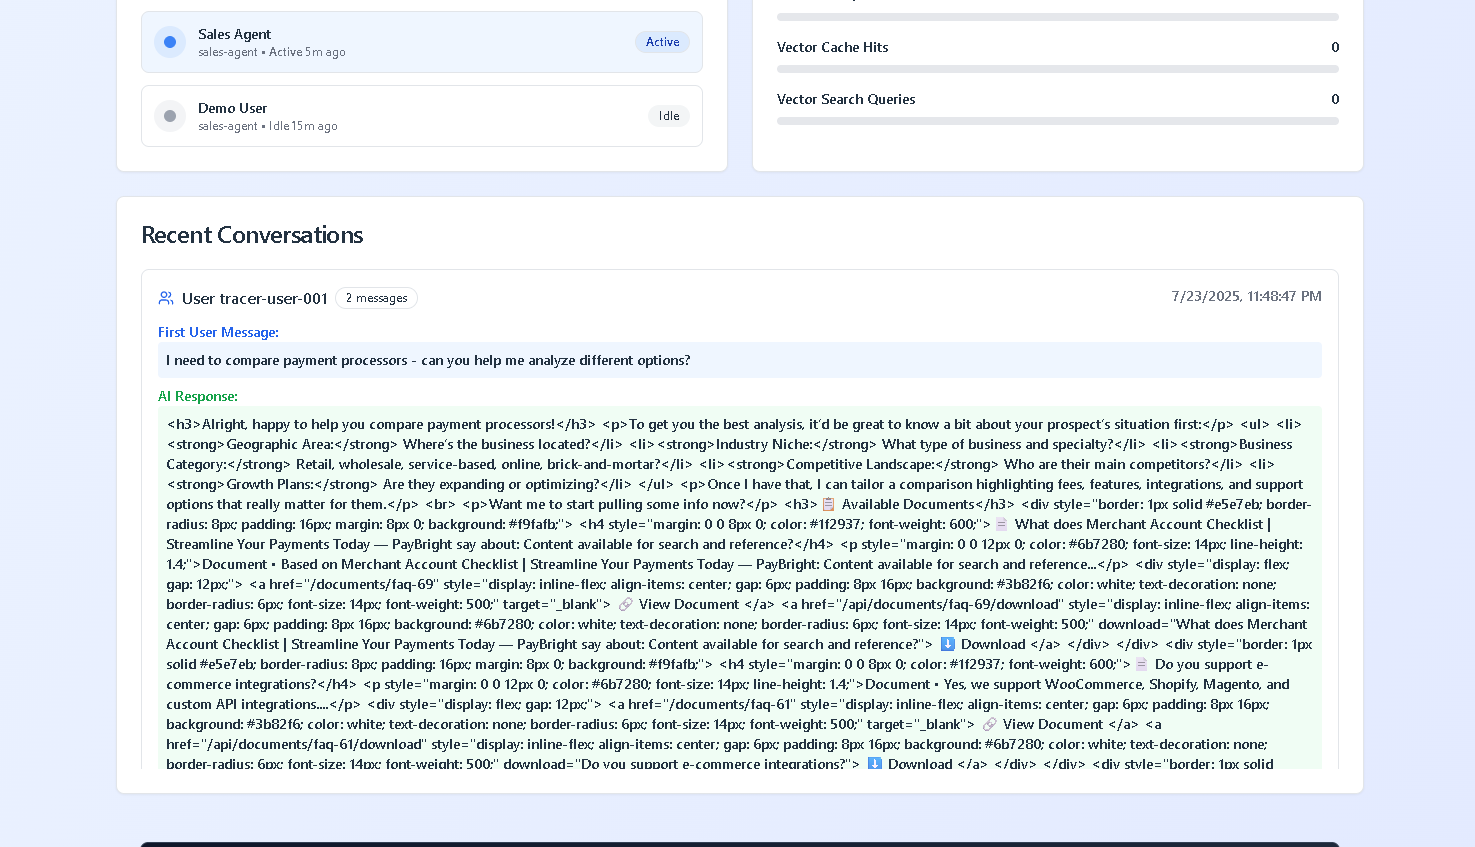 Sales Agent
sales-agent • Active 5m ago
Active
Demo User
sales-agent • Idle 15m ago
Idle
Vector Cache Hits
0
Vector Search Queries
0
Recent Conversations
User tracer-user-001
2 messages
7/23/2025, 11:48:47 PM
First User Message:
I need to compare payment processors - can you help me analyze different options?
AI Response:
<h3>Alright, happy to help you compare payment processors!</h3> <p>To get you the best analysis, it’d be great to know a bit about your prospect’s situation first:</p> <ul> <li>
<strong>Geographic Area:</strong> Where’s the business located?</li> <li><strong>Industry Niche:</strong> What type of business and specialty?</li> <li><strong>Business
Category:</strong> Retail, wholesale, service-based, online, brick-and-mortar?</li> <li><strong>Competitive Landscape:</strong> Who are their main competitors?</li> <li>
<strong>Growth Plans:</strong> Are they expanding or optimizing?</li> </ul> <p>Once I have that, I can tailor a comparison highlighting fees, features, integrations, and support
options that really matter for them.</p> <br> <p>Want me to start pulling some info now?</p> <h3>📋 Available Documents</h3> <div style="border: 1px solid #e5e7eb; border-
radius: 8px; padding: 16px; margin: 8px 0; background: #f9fafb;"> <h4 style="margin: 0 0 8px 0; color: #1f2937; font-weight: 600;">📄 What does Merchant Account Checklist |
Streamline Your Payments Today — PayBright say about: Content available for search and reference?</h4> <p style="margin: 0 0 12px 0; color: #6b7280; font-size: 14px; line-height:
1.4;">Document • Based on Merchant Account Checklist | Streamline Your Payments Today — PayBright: Content available for search and reference...</p> <div style="display: flex;
gap: 12px;"> <a href="/documents/faq-69" style="display: inline-flex; align-items: center; gap: 6px; padding: 8px 16px; background: #3b82f6; color: white; text-decoration: none;
border-radius: 6px; font-size: 14px; font-weight: 500;" target="_blank"> 🔗 View Document </a> <a href="/api/documents/faq-69/download" style="display: inline-flex; align-items:
center; gap: 6px; padding: 8px 16px; background: #6b7280; color: white; text-decoration: none; border-radius: 6px; font-size: 14px; font-weight: 500;" download="What does Merchant
Account Checklist | Streamline Your Payments Today — PayBright say about: Content available for search and reference?"> ⬇️ Download </a> </div> </div> <div style="border: 1px
solid #e5e7eb; border-radius: 8px; padding: 16px; margin: 8px 0; background: #f9fafb;"> <h4 style="margin: 0 0 8px 0; color: #1f2937; font-weight: 600;">📄 Do you support e-
commerce integrations?</h4> <p style="margin: 0 0 12px 0; color: #6b7280; font-size: 14px; line-height: 1.4;">Document • Yes, we support WooCommerce, Shopify, Magento, and
custom API integrations....</p> <div style="display: flex; gap: 12px;"> <a href="/documents/faq-61" style="display: inline-flex; align-items: center; gap: 6px; padding: 8px 16px;
background: #3b82f6; color: white; text-decoration: none; border-radius: 6px; font-size: 14px; font-weight: 500;" target="_blank"> 🔗 View Document </a> <a
href="/api/documents/faq-61/download" style="display: inline-flex; align-items: center; gap: 6px; padding: 8px 16px; background: #6b7280; color: white; text-decoration: none;
border-radius: 6px; font-size: 14px; font-weight: 500;" download="Do you support e-commerce integrations?"> ⬇️ Download </a> </div> </div> <div style="border: 1px solid